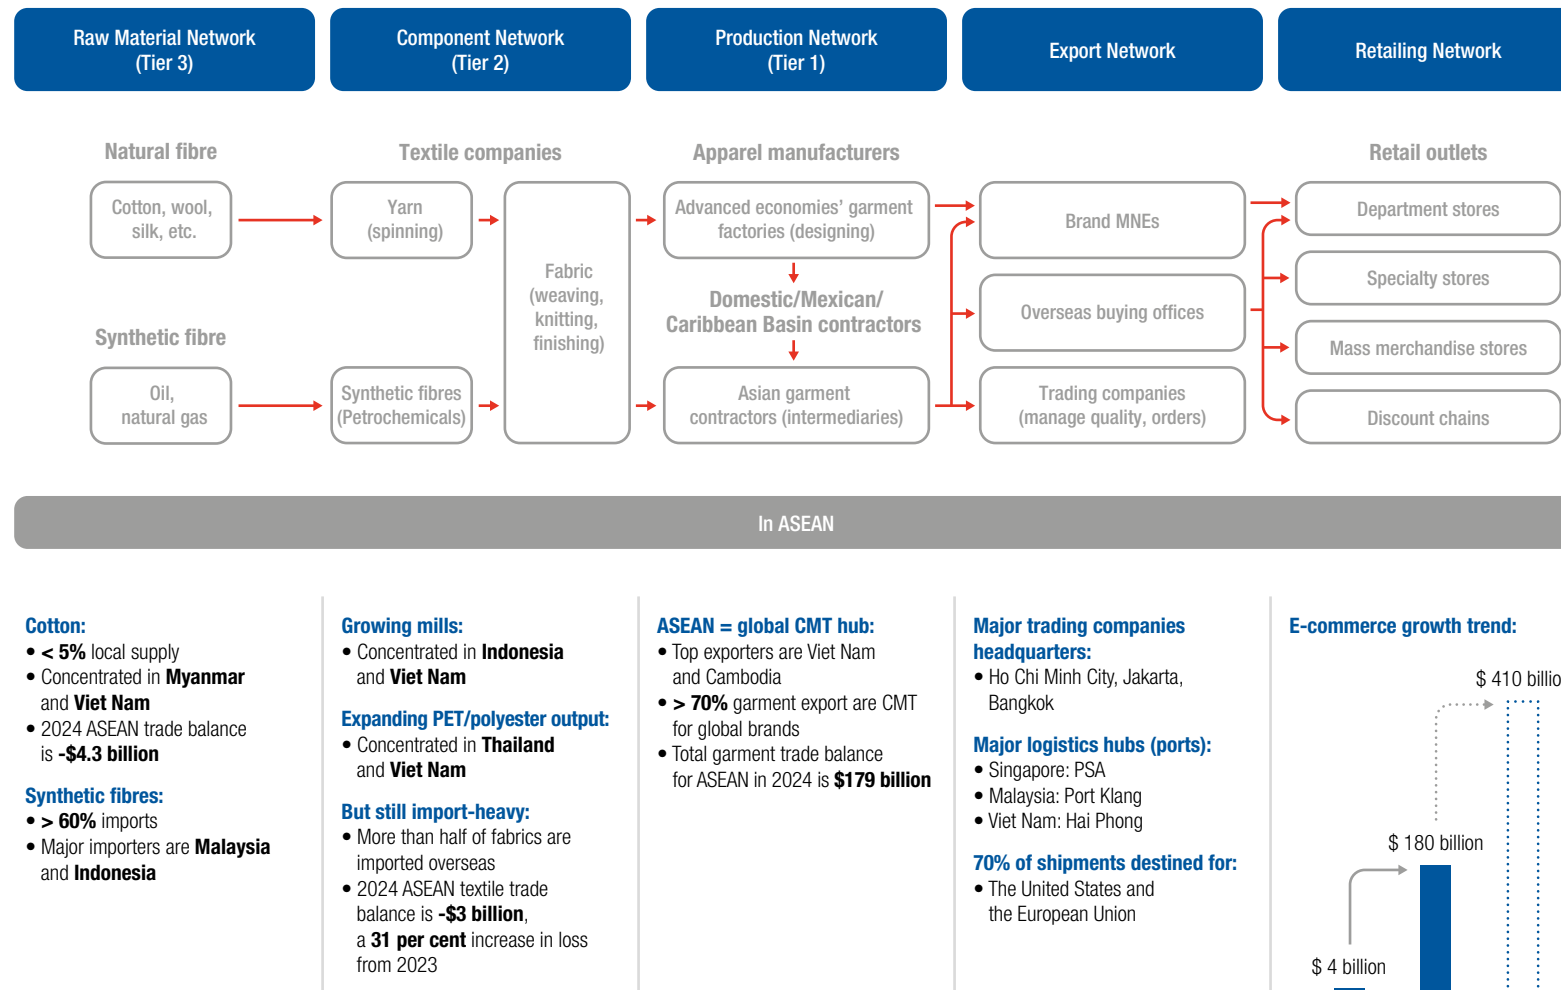 Raw Material Network
(Tier 3)
Component Network
(Tier 2)
Production Network
(Tier 1)
Export Network
Retailing Network
Natural fibre
Textile companies
Apparel manufacturers
Retail outlets
Cotton, wool,
silk, etc.
Yarn
(spinning)
Fabric
(weaving,
knitting,
finishing)
Advanced economies' garment
factories (designing)
Brand MNEs
Department stores
Specialty stores
Domestic/Mexican/
Caribbean Basin contractors
Overseas buying offices
Mass merchandise stores
Synthetic fibre
Oil,
natural gas
Synthetic fibres
(Petrochemicals)
Asian garment
contractors (intermediaries)
Trading companies
(manage quality, orders)
Discount chains
In ASEAN
Cotton:
• < 5% local supply
• Concentrated in Myanmar
and Viet Nam
• 2024 ASEAN trade balance
is -$4.3 billion
Synthetic fibres:
• > 60% imports
• Major importers are Malaysia
and Indonesia
Growing mills:
• Concentrated in Indonesia
and Viet Nam
Expanding PET/polyester output:
• Concentrated in Thailand
and Viet Nam
But still import-heavy:
• More than half of fabrics are
imported overseas
• 2024 ASEAN textile trade
balance is -$3 billion,
a 31 per cent increase in loss
from 2023
ASEAN = global CMT hub:
• Top exporters are Viet Nam
and Cambodia
• > 70% garment export are CMT
for global brands
• Total garment trade balance
for ASEAN in 2024 is $179 billion
Major trading companies
headquarters:
• Ho Chi Minh City, Jakarta,
Bangkok
Major logistics hubs (ports):
• Singapore: PSA
• Malaysia: Port Klang
• Viet Nam: Hai Phong
70% of shipments destined for:
• The United States and
the European Union
E-commerce growth trend:
$ 410 billio
$ 180 billion
$ 4 billion